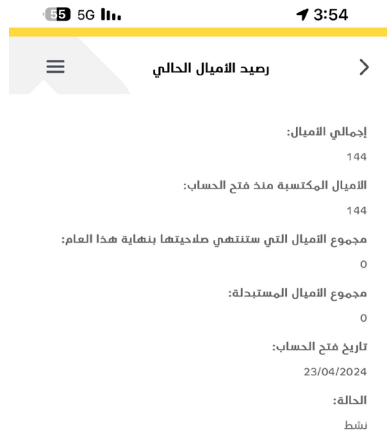 55 5G 3:54
رصيد الأميال الحالي
إجمالي الأميال:
144
الأميال المكتسبة منذ فتح الحساب:
144
مجموع الأميال التي ستنتهي صلاحيتها بنهاية هذا العام:
0
مجموع الأميال المستبدلة:
0
تاريخ فتح الحساب:
23/04/2024
الحالة:
نشط